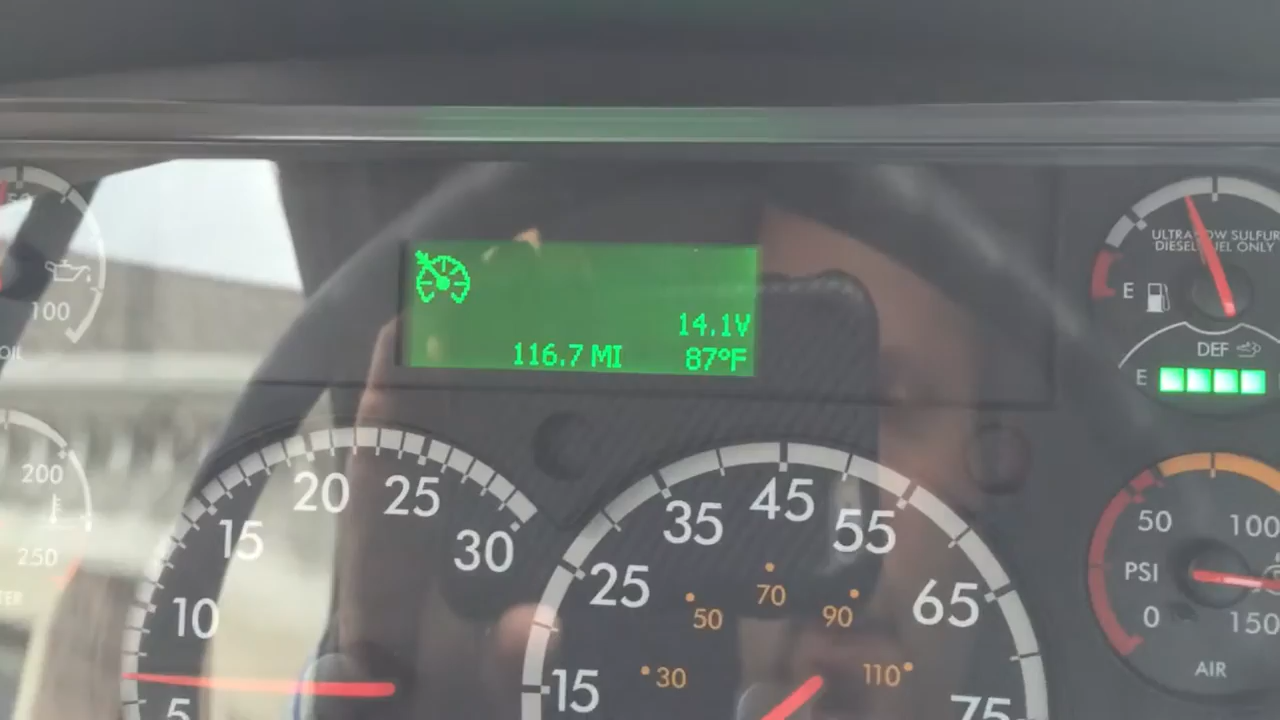 14.1V
116.7 MI 87°F
ULTRA LOW SULFUR
DIESEL FUEL ONLY
E
DEF
E
100
OIL
200
250
5
10
15
20
25
30
15
25
35
45
55
65
75
30
50
70
90
110
50
100
PSI
0
150
AIR